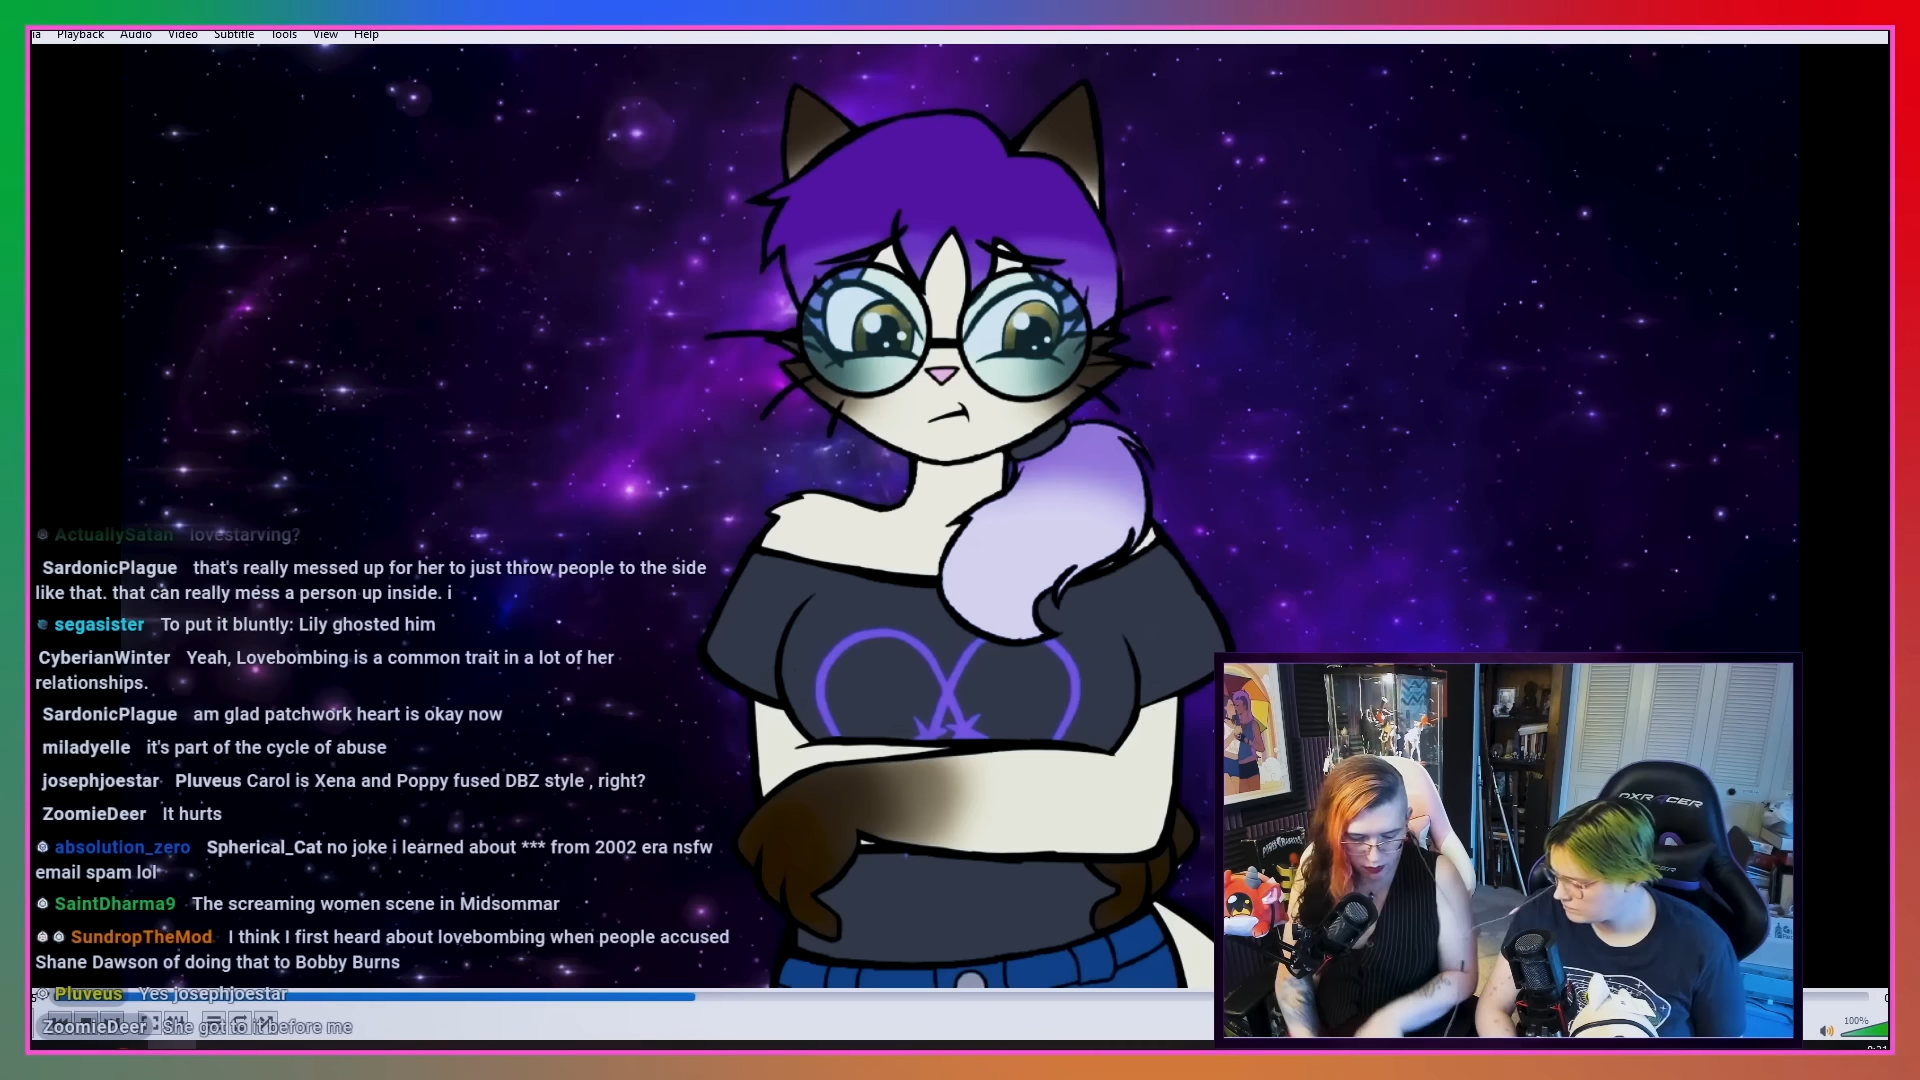 ia Playback Audio Video Subtitle Tools View Help
ActuallySatan lovestarving?
SardonicPlague that's really messed up for her to just throw people to the side
like that. that can really mess a person up inside. i
segasister To put it bluntly: Lily ghosted him
CyberianWinter Yeah, Lovebombing is a common trait in a lot of her
relationships.
SardonicPlague am glad patchwork heart is okay now
miladyelle it's part of the cycle of abuse
josephjoestar Pluveus Carol is Xena and Poppy fused DBZ style , right?
ZoomieDeer It hurts
absolution_zero Spherical_Cat no joke i learned about *** from 2002 era nsfw
email spam lol
SaintDharma9 The screaming women scene in Midsommar
SundropTheMod I think I first heard about lovebombing when people accused
Shane Dawson of doing that to Bobby Burns
Pluveus Yes josephjoestar
ZoomieDeer She got to it before me
DXRACER
100%